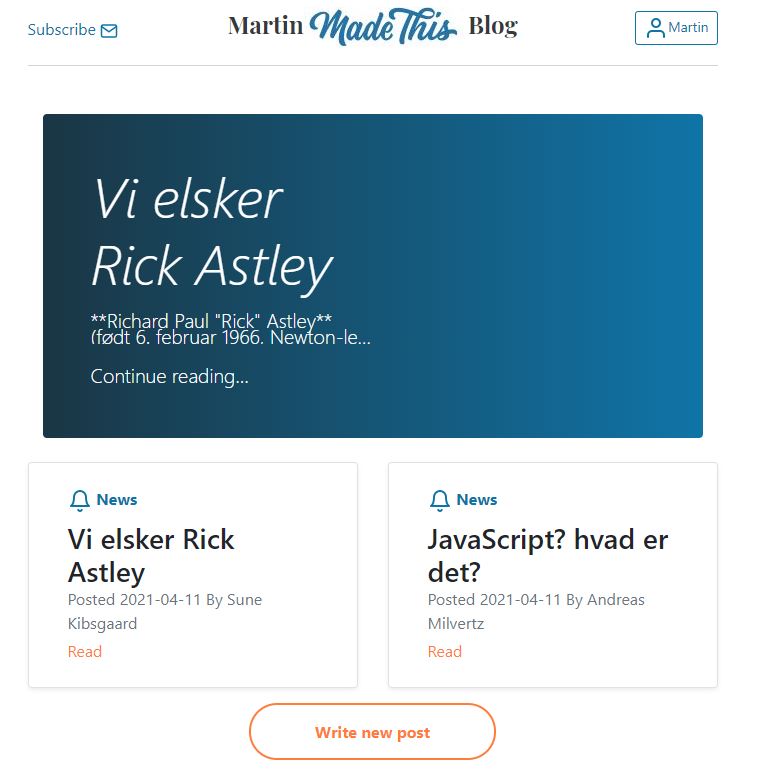 Subscribe
Martin Made This Blog
Martin
Vi elsker
Rick Astley
**Richard Paul "Rick" Astley**
(født 6. februar 1966. Newton-le...
Continue reading...
News
Vi elsker Rick
Astley
Posted 2021-04-11 By Sune
Kibsgaard
Read
News
JavaScript? hvad er
det?
Posted 2021-04-11 By Andreas
Milvertz
Read
Write new post